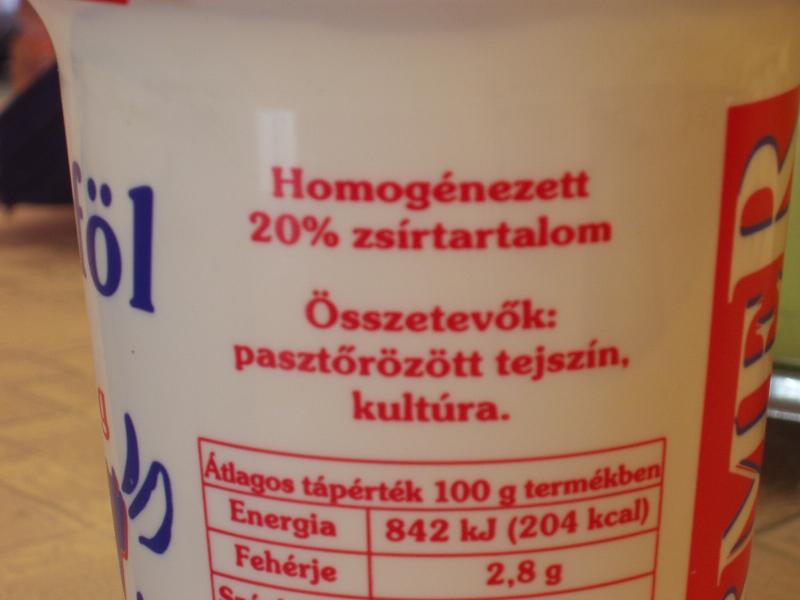 föl
Homogénezett
20% zsírtartalom
Összetevők:
pasztőrözött tejszín,
kultúra.
g
Átlagos tápérték 100 g termékben
Energia 842 kJ (204 kcal)
Fehérje 2,8 g